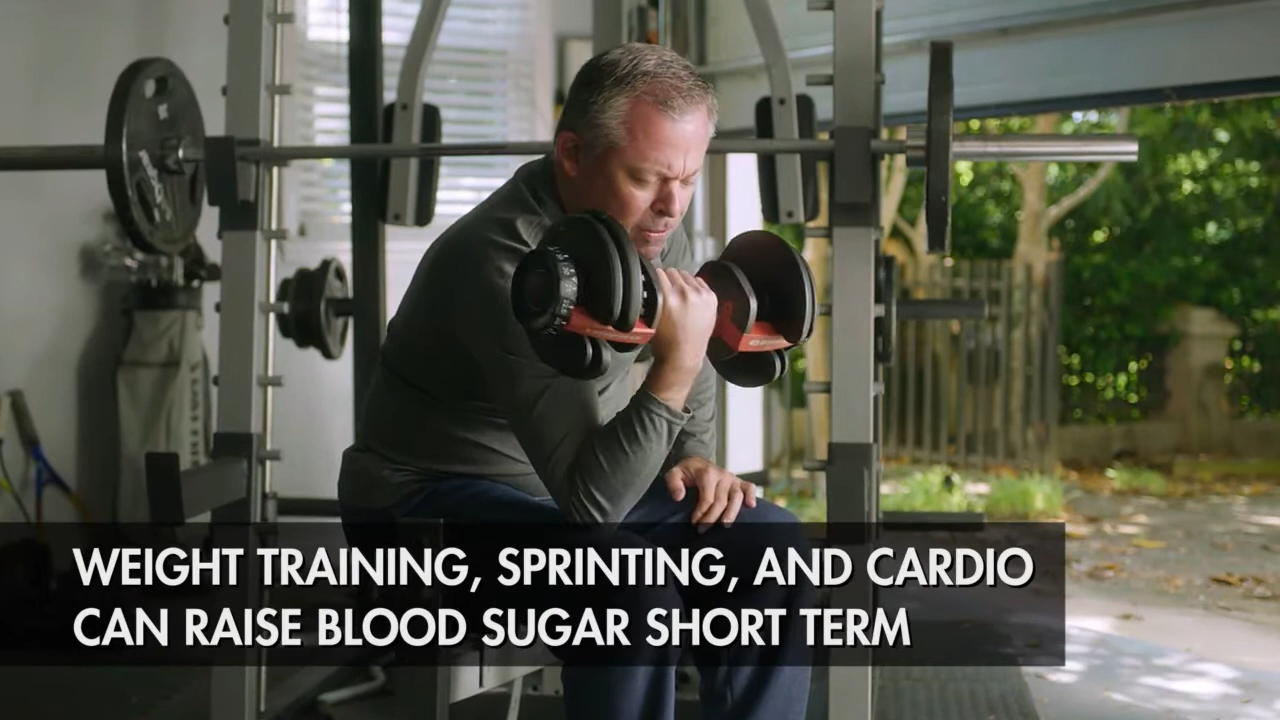 WEIGHT TRAINING, SPRINTING, AND CARDIO
CAN RAISE BLOOD SUGAR SHORT TERM